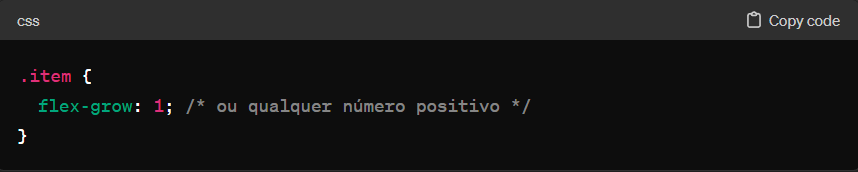 css Copy code
.item {
flex-grow: 1; /* ou qualquer número positivo */
}